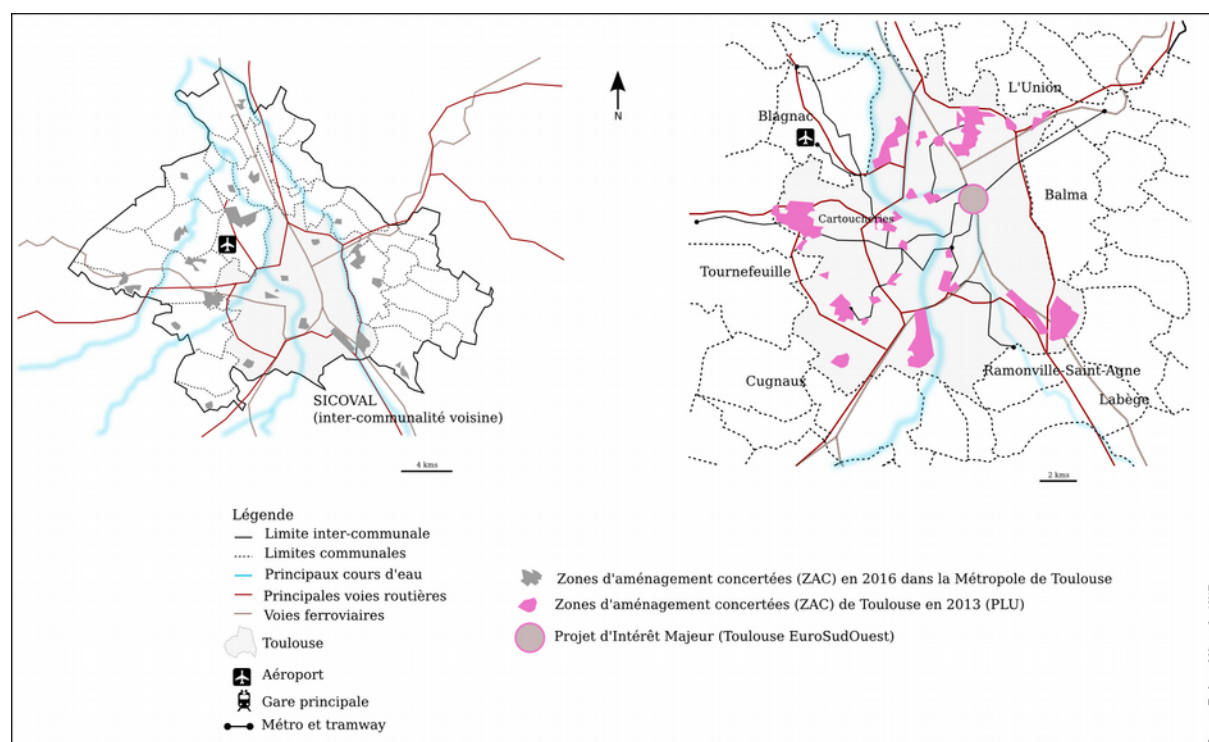 L'Union
Blagnac
N
Balma
Cartoucheries
Tournefeuille
Ramonville-Saint-Agne
Cugnaux
Labège
SICOVAL
(inter-communalité voisine)
4 kms
2 kms
Légende
Limite inter-communale
Limites communales
Principaux cours d'eau
Principales voies routières
Voies ferroviaires
Toulouse
Aéroport
Gare principale
Métro et tramway
Zones d'aménagement concertées (ZAC) en 2016 dans la Métropole de Toulouse
Zones d'aménagement concertées (ZAC) de Toulouse en 2013 (PLU)
Projet d'Intérêt Majeur (Toulouse EuroSudOuest)